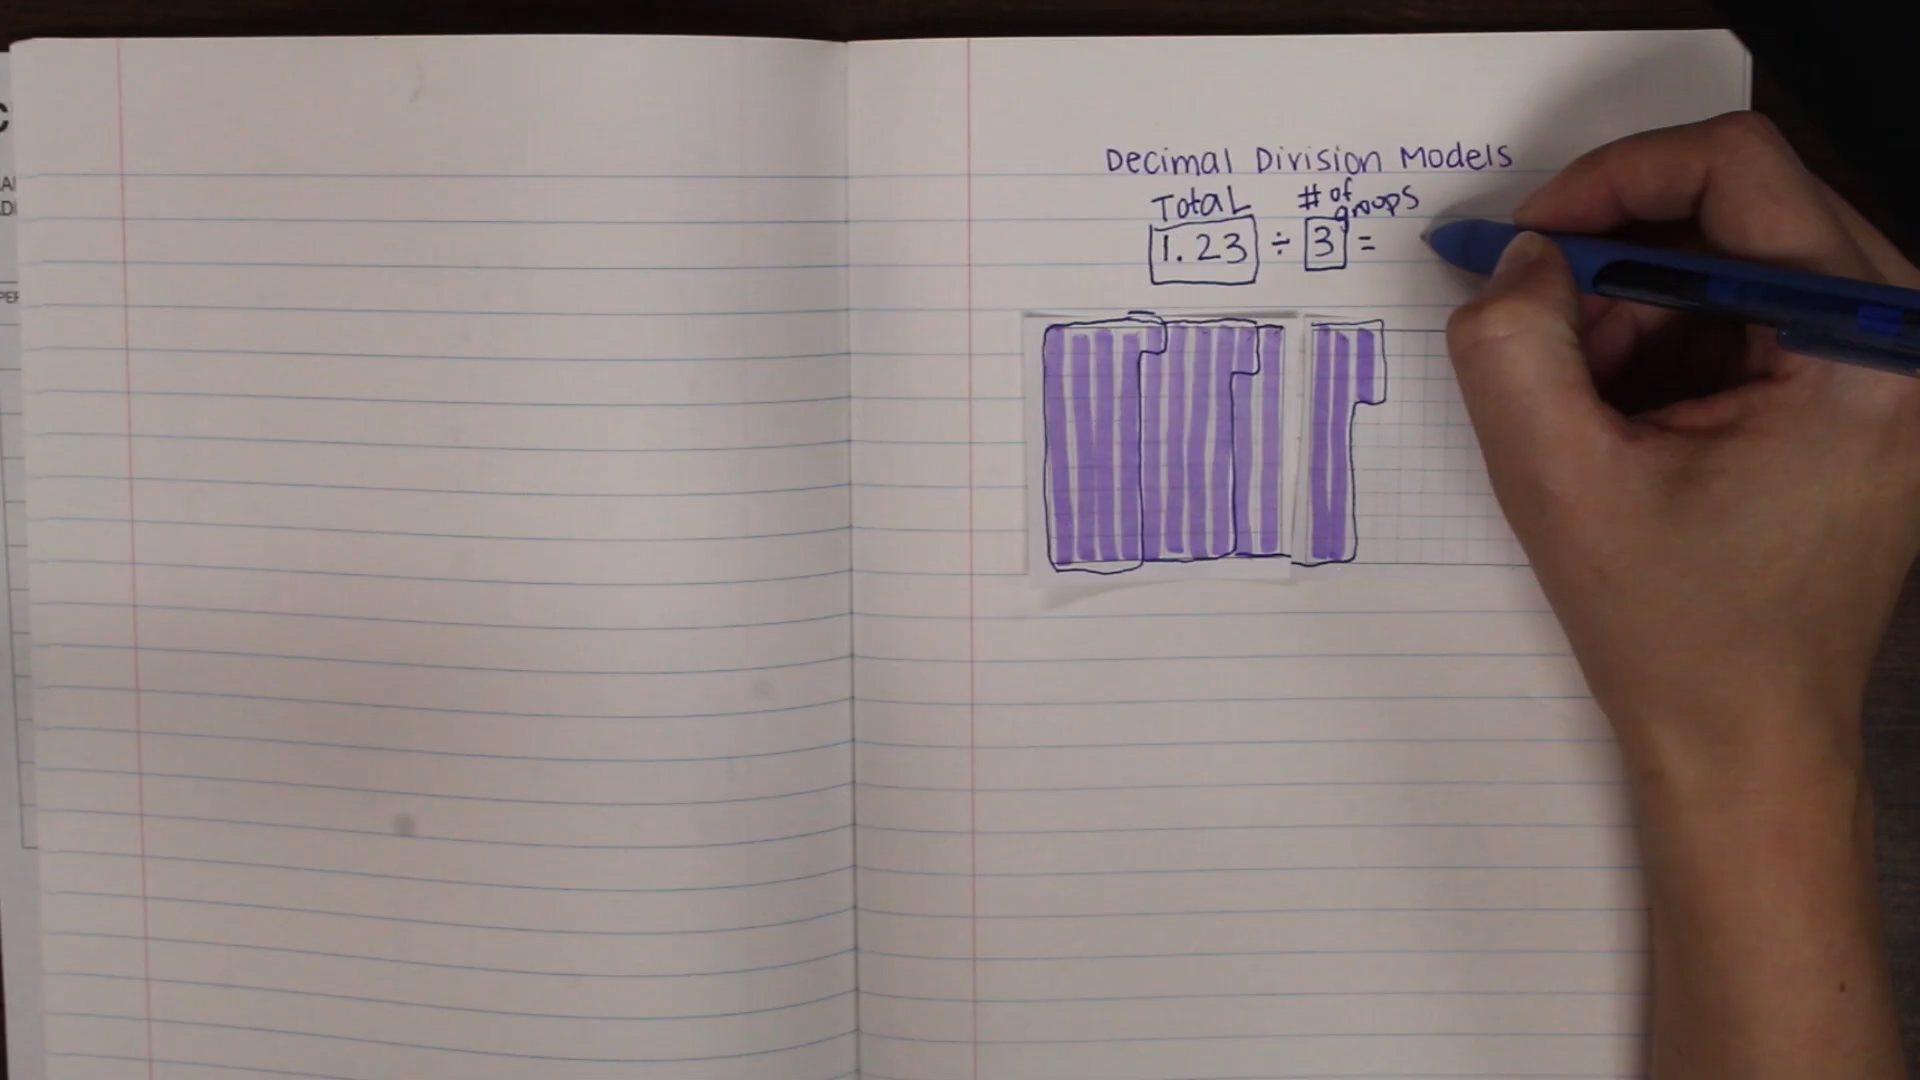 Decimal Division Models
Total # of groups
1.23 ÷ 3 =